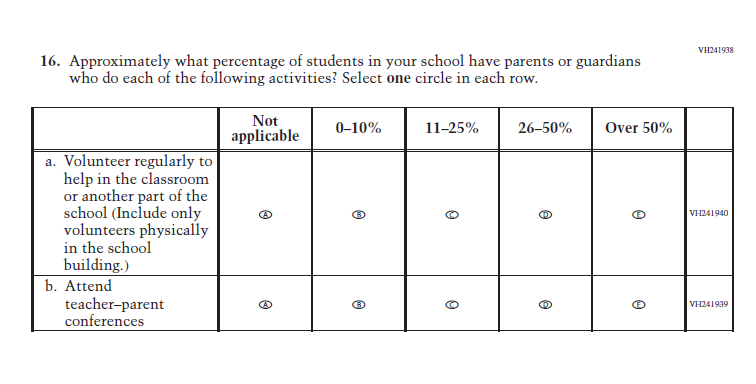 VH241938
16. Approximately what percentage of students in your school have parents or guardians
who do each of the following activities? Select one circle in each row.
Not
applicable
0–10%
11–25%
26–50%
Over 50%
a. Volunteer regularly to
help in the classroom
or another part of the
school (Include only
volunteers physically
in the school
building.)
A B C D E VH241940
b. Attend
teacher–parent
conferences
A B C D E VH241939